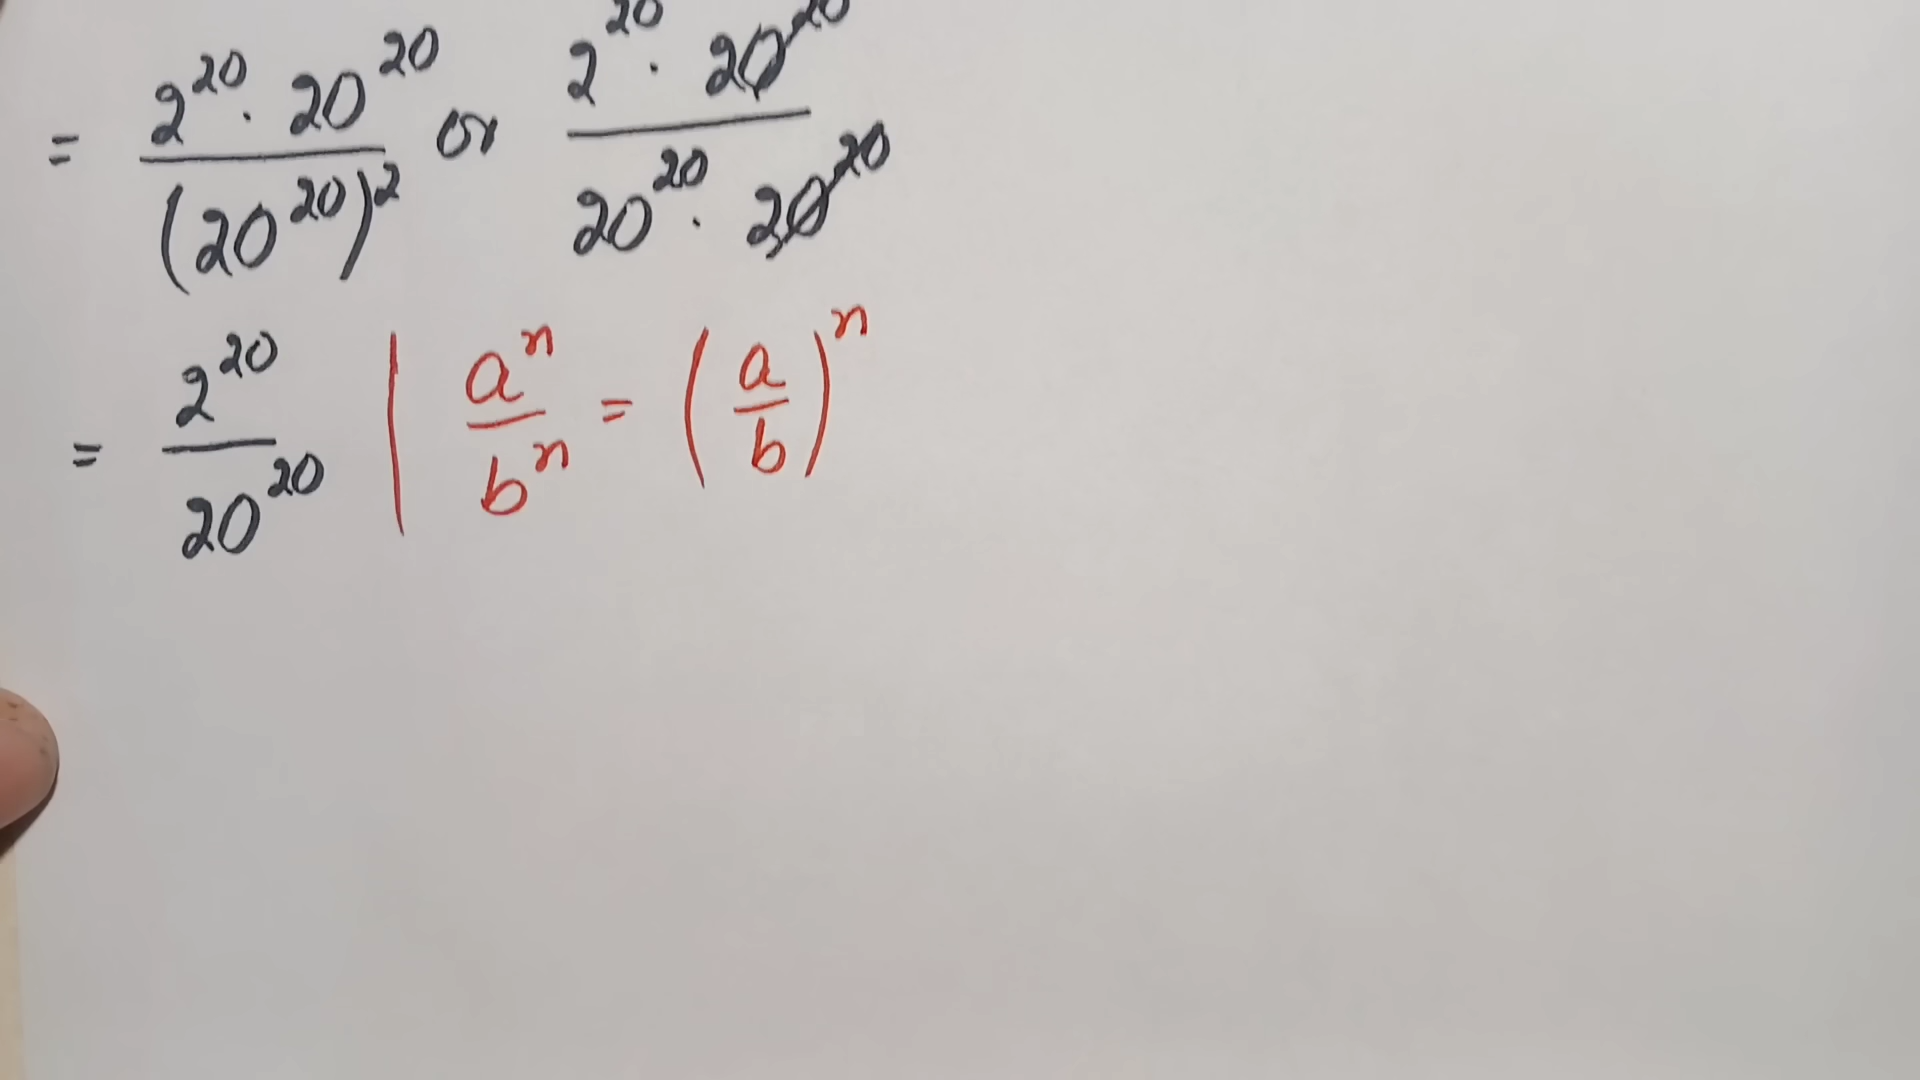 = 2^20 · 20^20 / (20^20)^2 or 2^20 · 20^20 / 20^20 · 20^20
= 2^20 / 20^20 | a^n / b^n = (a/b)^n